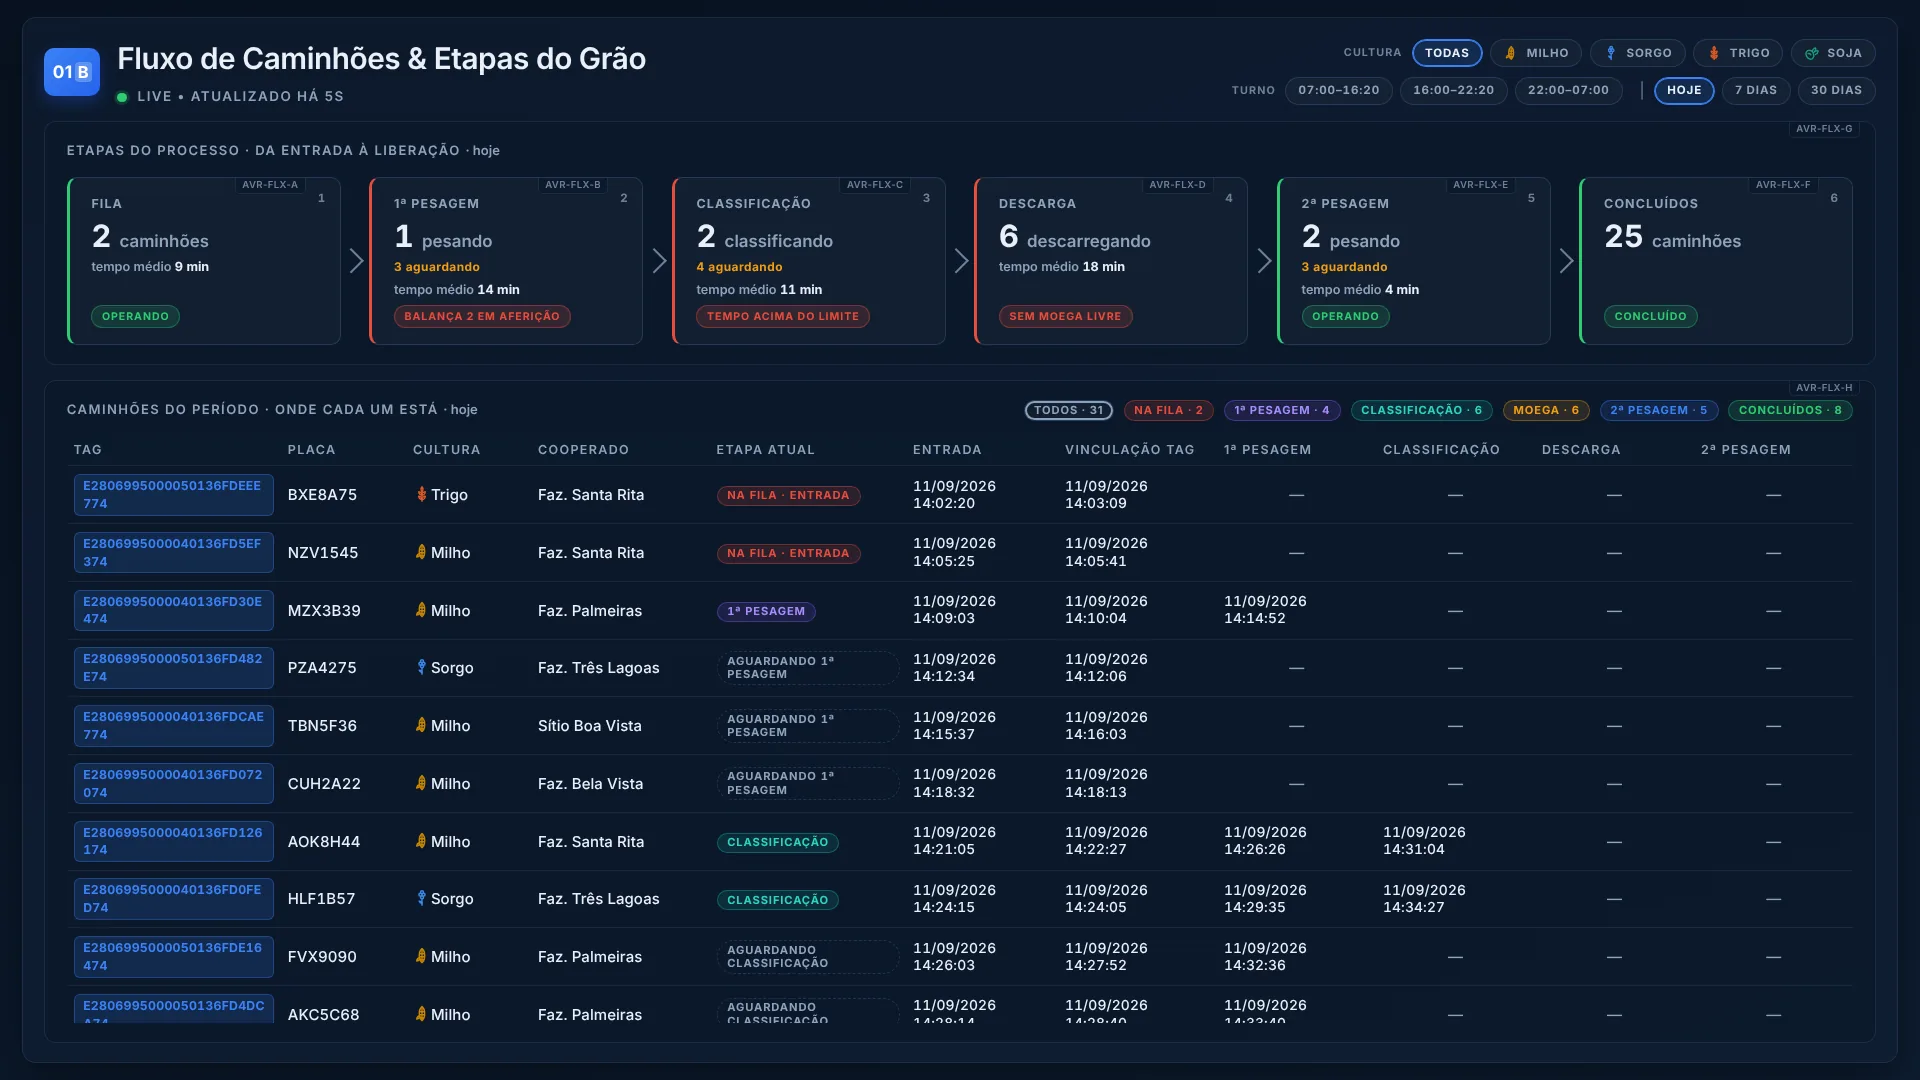 01 B
Fluxo de Caminhões & Etapas do Grão
LIVE • ATUALIZADO HÁ 5S
CULTURA TODAS MILHO SORGO TRIGO SOJA
TURNO 07:00–16:20 16:00–22:20 22:00–07:00 | HOJE 7 DIAS 30 DIAS
AVR-FLX-G
ETAPAS DO PROCESSO · DA ENTRADA À LIBERAÇÃO · hoje
AVR-FLX-A 1
FILA
2 caminhões
tempo médio 9 min
OPERANDO
AVR-FLX-B 2
1ª PESAGEM
1 pesando
3 aguardando
tempo médio 14 min
BALANÇA 2 EM AFERIÇÃO
AVR-FLX-C 3
CLASSIFICAÇÃO
2 classificando
4 aguardando
tempo médio 11 min
TEMPO ACIMA DO LIMITE
AVR-FLX-D 4
DESCARGA
6 descarregando
tempo médio 18 min
SEM MOEGA LIVRE
AVR-FLX-E 5
2ª PESAGEM
2 pesando
3 aguardando
tempo médio 4 min
OPERANDO
AVR-FLX-F 6
CONCLUÍDOS
25 caminhões
CONCLUÍDO
AVR-FLX-H
CAMINHÕES DO PERÍODO · ONDE CADA UM ESTÁ · hoje
TODOS · 31 NA FILA · 2 1ª PESAGEM · 4 CLASSIFICAÇÃO · 6 MOEGA · 6 2ª PESAGEM · 5 CONCLUÍDOS · 8
TAG PLACA CULTURA COOPERADO ETAPA ATUAL ENTRADA VINCULAÇÃO TAG 1ª PESAGEM CLASSIFICAÇÃO DESCARGA 2ª PESAGEM
E2806995000050136FDEEE
774 BXE8A75 Trigo Faz. Santa Rita NA FILA · ENTRADA 11/09/2026 14:02:20 11/09/2026 14:03:09 — — — —
E2806995000040136FD5EF
374 NZV1545 Milho Faz. Santa Rita NA FILA · ENTRADA 11/09/2026 14:05:25 11/09/2026 14:05:41 — — — —
E2806995000040136FD30E
474 MZX3B39 Milho Faz. Palmeiras 1ª PESAGEM 11/09/2026 14:09:03 11/09/2026 14:10:04 11/09/2026 14:14:52 — — —
E2806995000050136FD482
E74 PZA4275 Sorgo Faz. Três Lagoas AGUARDANDO 1ª PESAGEM 11/09/2026 14:12:34 11/09/2026 14:12:06 — — — —
E2806995000040136FDCAE
774 TBN5F36 Milho Sítio Boa Vista AGUARDANDO 1ª PESAGEM 11/09/2026 14:15:37 11/09/2026 14:16:03 — — — —
E2806995000040136FD072
074 CUH2A22 Milho Faz. Bela Vista AGUARDANDO 1ª PESAGEM 11/09/2026 14:18:32 11/09/2026 14:18:13 — — — —
E2806995000040136FD126
174 AOK8H44 Milho Faz. Santa Rita CLASSIFICAÇÃO 11/09/2026 14:21:05 11/09/2026 14:22:27 11/09/2026 14:26:26 11/09/2026 14:31:04 — —
E2806995000040136FD0FE
D74 HLF1B57 Sorgo Faz. Três Lagoas CLASSIFICAÇÃO 11/09/2026 14:24:15 11/09/2026 14:24:05 11/09/2026 14:29:35 11/09/2026 14:34:27 — —
E2806995000050136FDE16
474 FVX9090 Milho Faz. Palmeiras AGUARDANDO CLASSIFICAÇÃO 11/09/2026 14:26:03 11/09/2026 14:27:52 11/09/2026 14:32:36 — — —
E2806995000050136FD4DC
A74 AKC5C68 Milho Faz. Palmeiras AGUARDANDO CLASSIFICAÇÃO 11/09/2026 14:28:14 11/09/2026 14:28:40 11/09/2026 14:33:40 — — —